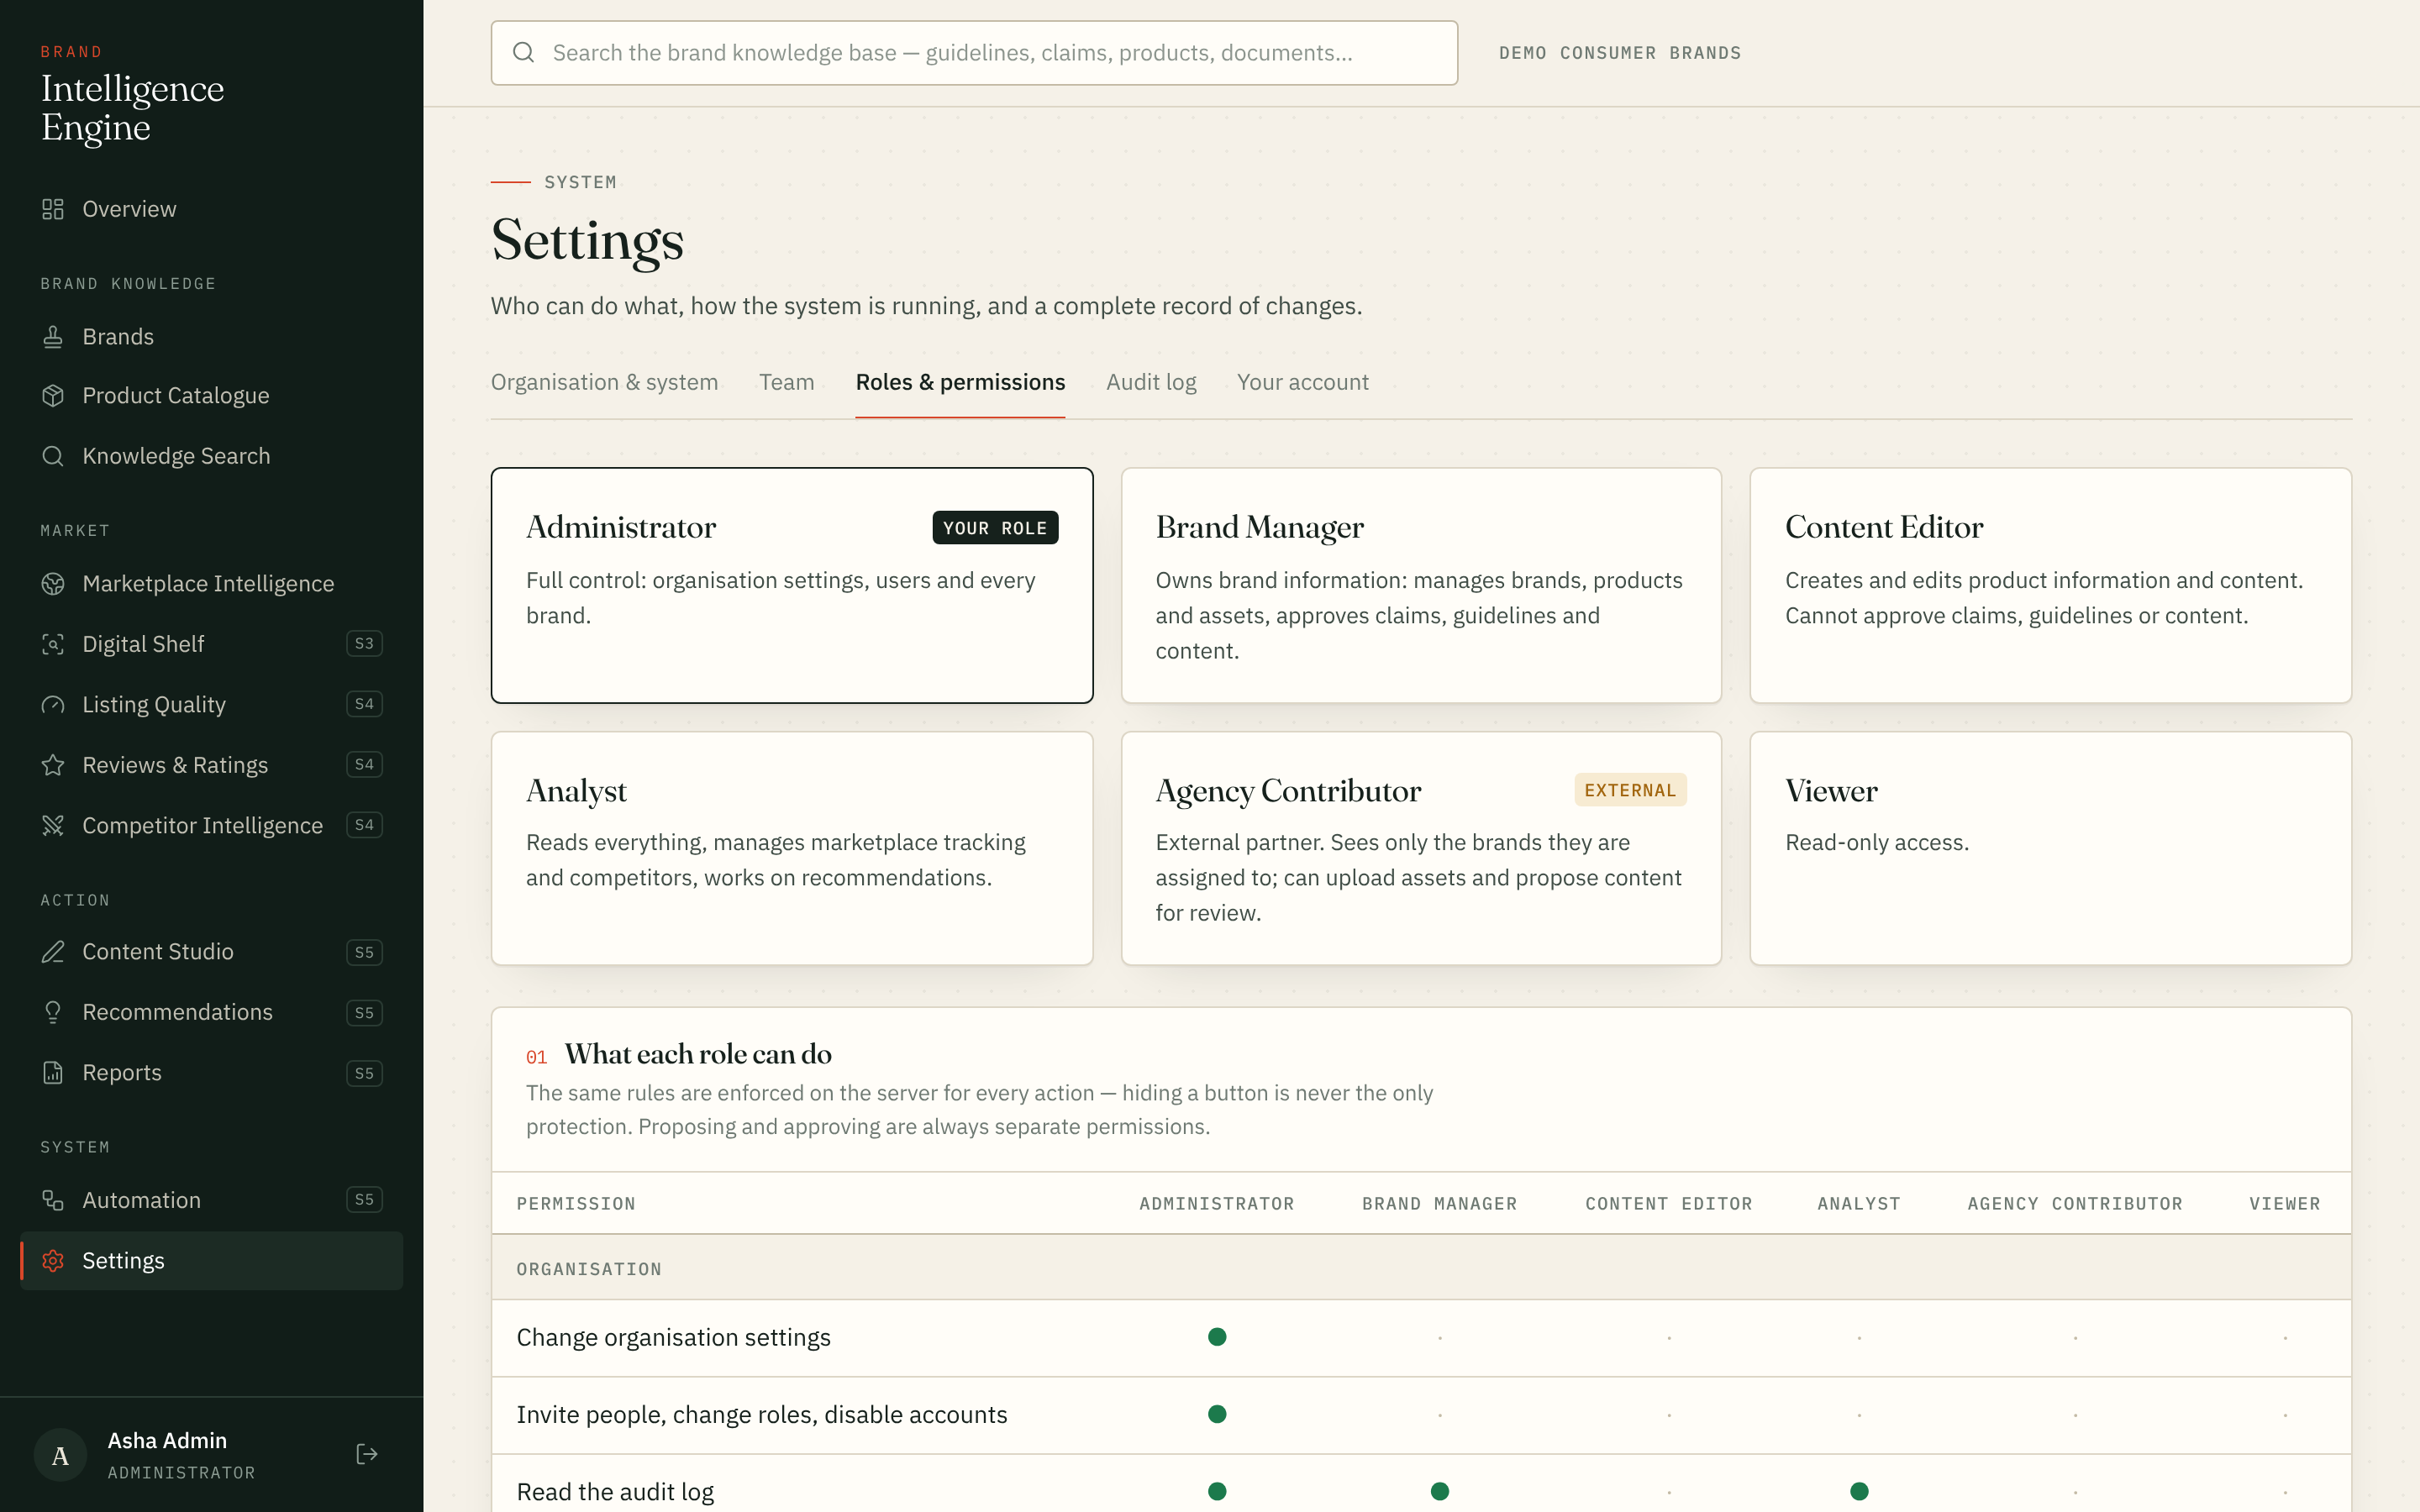 BRAND
Intelligence
Engine
Overview
BRAND KNOWLEDGE
Brands
Product Catalogue
Knowledge Search
MARKET
Marketplace Intelligence
Digital Shelf S3
Listing Quality S4
Reviews & Ratings S4
Competitor Intelligence S4
ACTION
Content Studio S5
Recommendations S5
Reports S5
SYSTEM
Automation S5
Settings
A
Asha Admin
ADMINISTRATOR
Search the brand knowledge base — guidelines, claims, products, documents...
DEMO CONSUMER BRANDS
SYSTEM
Settings
Who can do what, how the system is running, and a complete record of changes.
Organisation & system Team Roles & permissions Audit log Your account
Administrator YOUR ROLE
Full control: organisation settings, users and every
brand.
Brand Manager
Owns brand information: manages brands, products
and assets, approves claims, guidelines and
content.
Content Editor
Creates and edits product information and content.
Cannot approve claims, guidelines or content.
Analyst
Reads everything, manages marketplace tracking
and competitors, works on recommendations.
Agency Contributor EXTERNAL
External partner. Sees only the brands they are
assigned to; can upload assets and propose content
for review.
Viewer
Read-only access.
01 What each role can do
The same rules are enforced on the server for every action — hiding a button is never the only
protection. Proposing and approving are always separate permissions.
PERMISSION ADMINISTRATOR BRAND MANAGER CONTENT EDITOR ANALYST AGENCY CONTRIBUTOR VIEWER
ORGANISATION
Change organisation settings
Invite people, change roles, disable accounts
Read the audit log